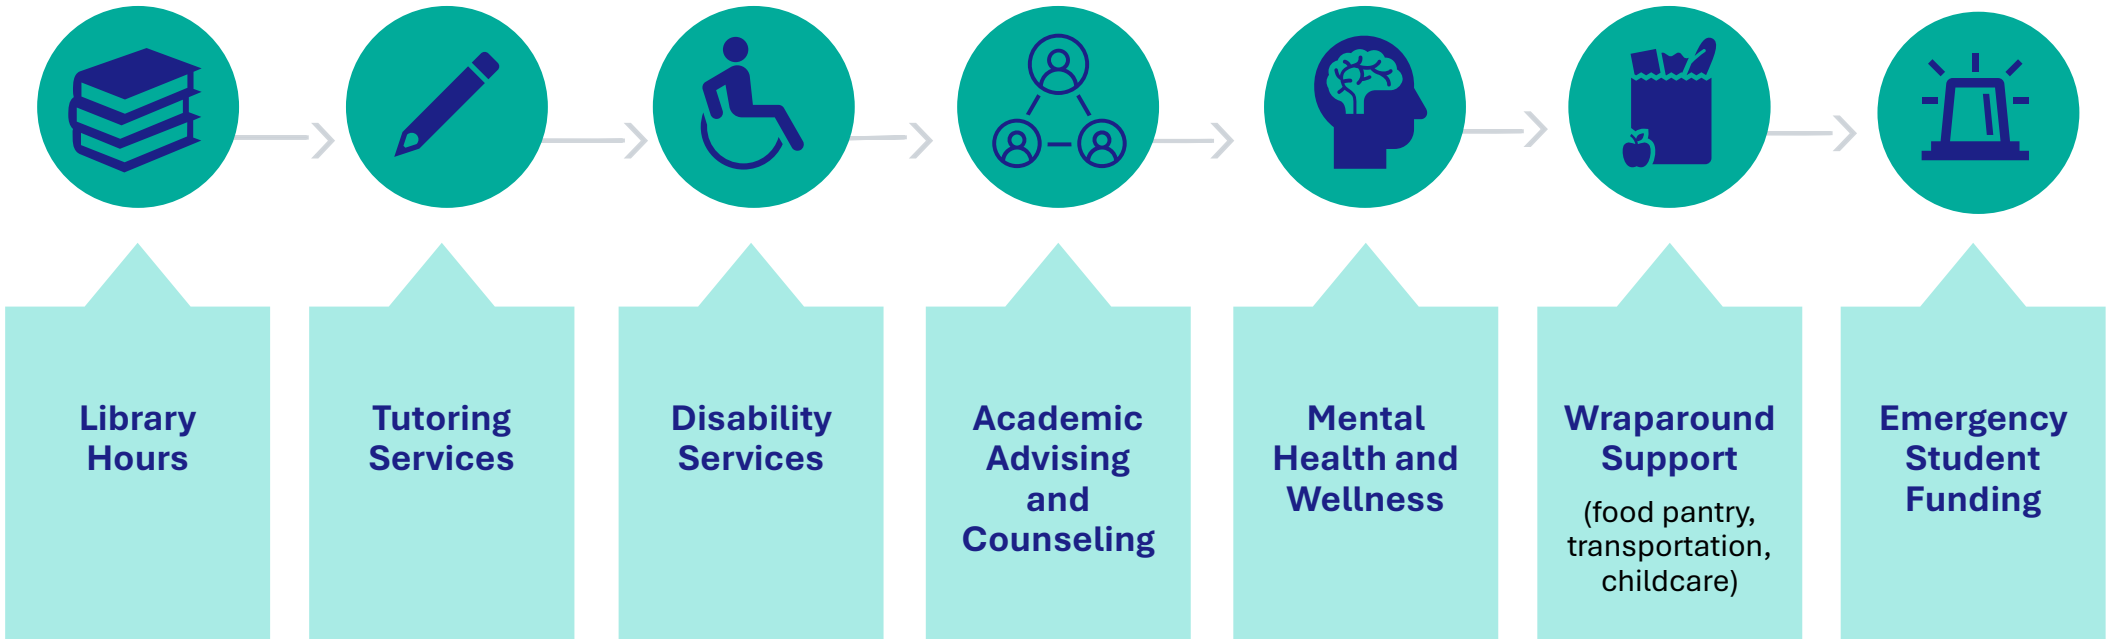 Library
Hours
Tutoring
Services
Disability
Services
Academic
Advising
and
Counseling
Mental
Health and
Wellness
Wraparound
Support
(food pantry,
transportation,
childcare)
Emergency
Student
Funding